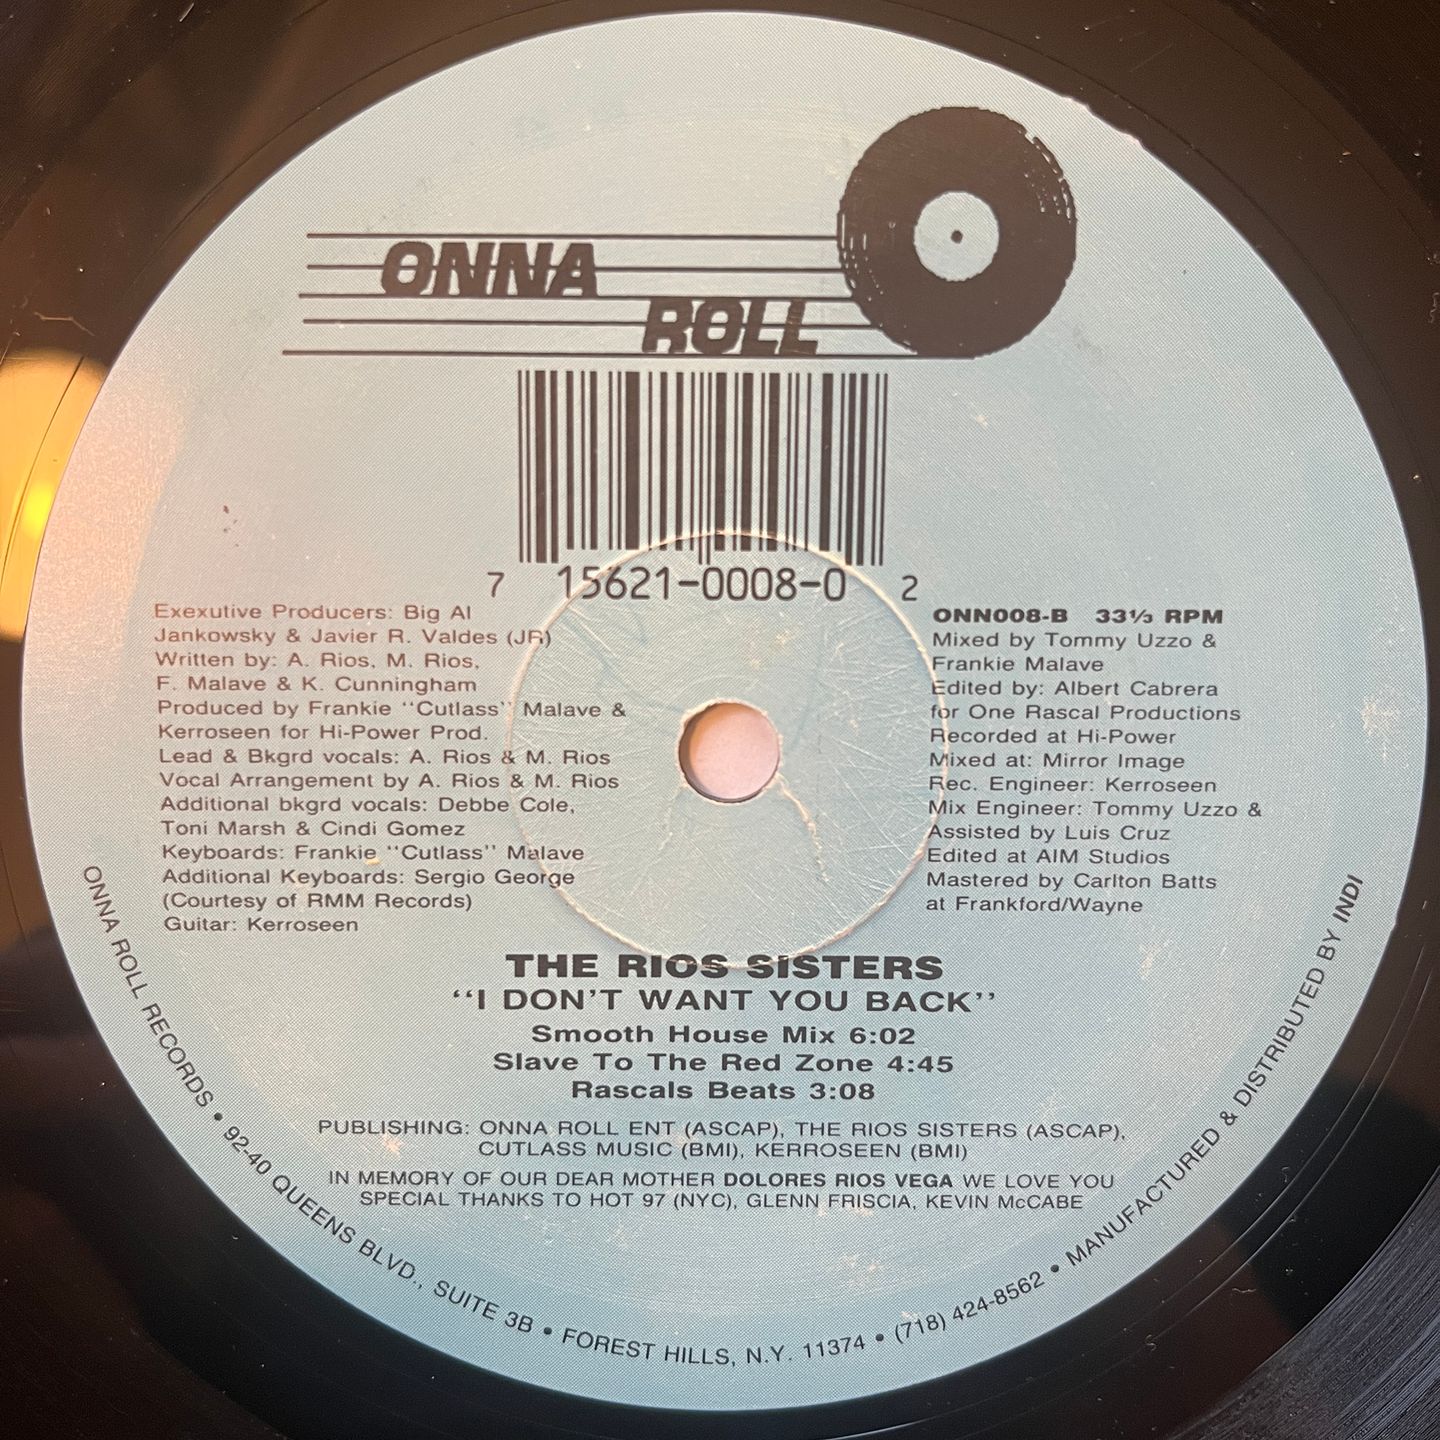 ONNA
ROLL
7 15621-0008-0 2
Exexutive Producers: Big Al
Jankowsky & Javier R. Valdes (JR)
Written by: A. Rios, M. Rios,
F. Malave & K. Cunningham
Produced by Frankie "Cutlass" Malave &
Kerroseen for Hi-Power Prod.
Lead & Bkgrd vocals: A. Rios & M. Rios
Vocal Arrangement by A. Rios & M. Rios
Additional bkgrd vocals: Debbe Cole,
Toni Marsh & Cindi Gomez
Keyboards: Frankie "Cutlass" Malave
Additional Keyboards: Sergio George
(Courtesy of RMM Records)
Guitar: Kerroseen
ONN008-B 33⅓ RPM
Mixed by Tommy Uzzo &
Frankie Malave
Edited by: Albert Cabrera
for One Rascal Productions
Recorded at Hi-Power
Mixed at: Mirror Image
Rec. Engineer: Kerroseen
Mix Engineer: Tommy Uzzo &
Assisted by Luis Cruz
Edited at AIM Studios
Mastered by Carlton Batts
at Frankford/Wayne
THE RIOS SISTERS
"I DON'T WANT YOU BACK"
Smooth House Mix 6:02
Slave To The Red Zone 4:45
Rascals Beats 3:08
PUBLISHING: ONNA ROLL ENT (ASCAP), THE RIOS SISTERS (ASCAP),
CUTLASS MUSIC (BMI), KERROSEEN (BMI)
IN MEMORY OF OUR DEAR MOTHER DOLORES RIOS VEGA WE LOVE YOU
SPECIAL THANKS TO HOT 97 (NYC), GLENN FRISCIA, KEVIN McCABE
ONNA ROLL RECORDS • 92-40 QUEENS BLVD., SUITE 3B • FOREST HILLS, N.Y. 11374 • (718) 424-8562 • MANUFACTURED & DISTRIBUTED BY INDI